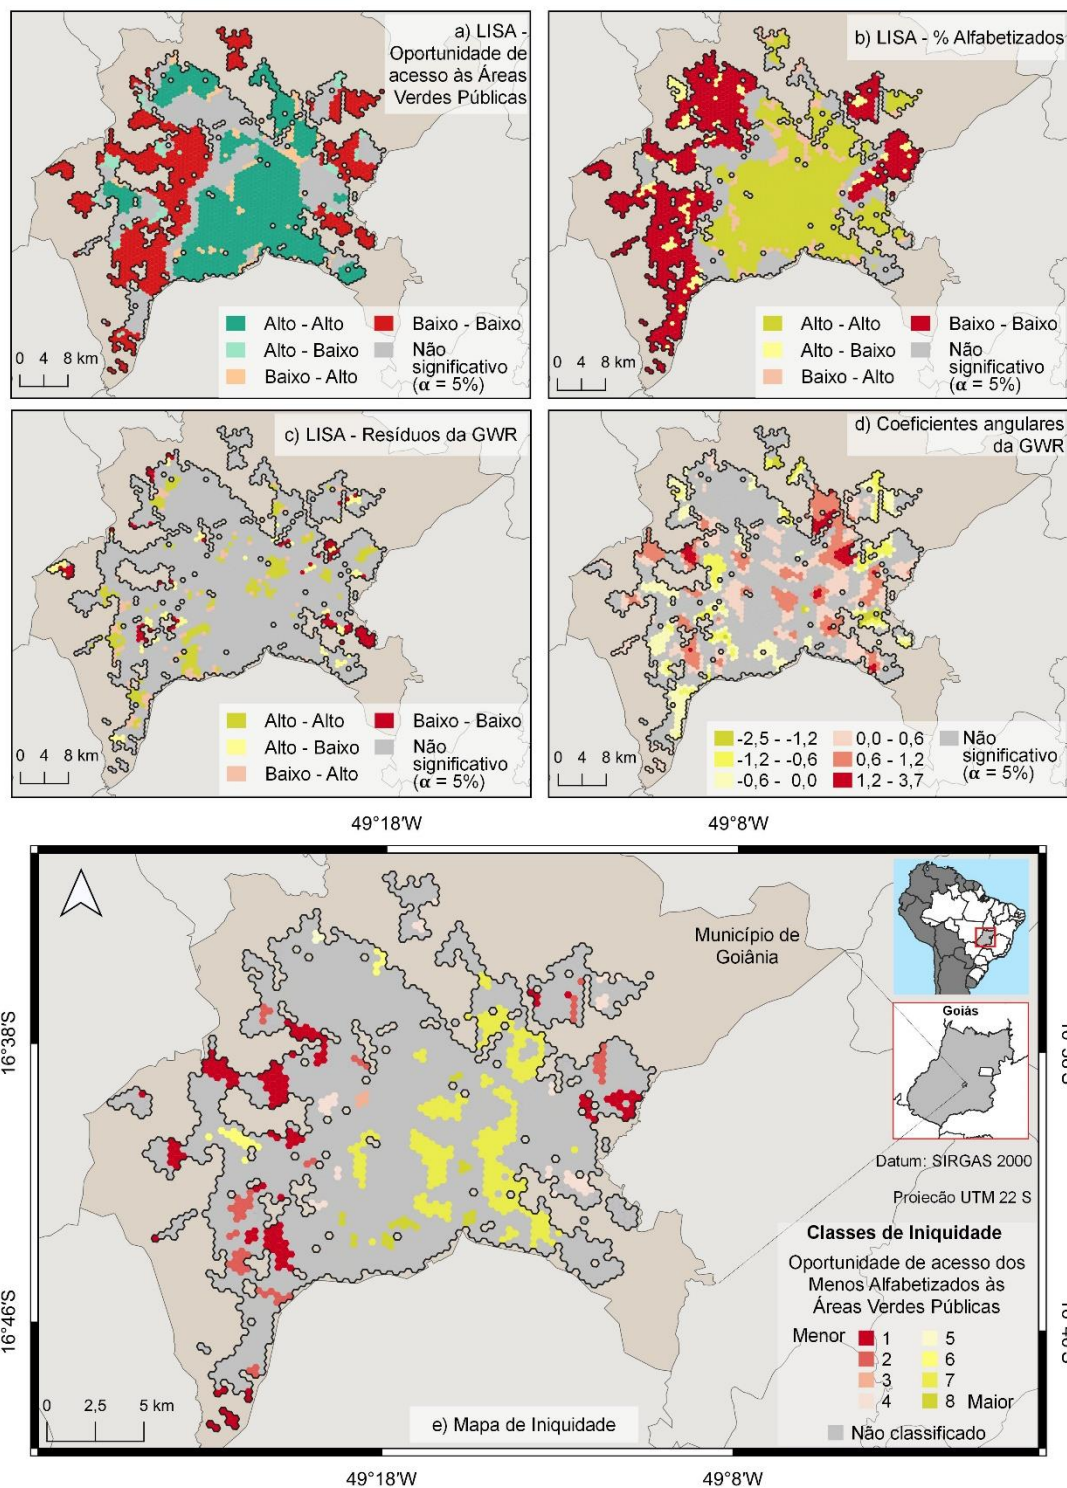 a) LISA -
Oportunidade de
acesso às Áreas
Verdes Públicas
Alto - Alto
Baixo - Baixo
Alto - Baixo
Não
significativo
(α = 5%)
Baixo - Alto
0 4 8 km
b) LISA - % Alfabetizados
Alto - Alto
Baixo - Baixo
Alto - Baixo
Não
significativo
(α = 5%)
Baixo - Alto
0 4 8 km
c) LISA - Resíduos da GWR
Alto - Alto
Baixo - Baixo
Alto - Baixo
Não
significativo
(α = 5%)
Baixo - Alto
0 4 8 km
d) Coeficientes angulares
da GWR
-2,5 - -1,2
0,0 - 0,6
Não
significativo
(α = 5%)
-1,2 - -0,6
0,6 - 1,2
-0,6 - 0,0
1,2 - 3,7
0 4 8 km
49°18'W
49°8'W
Município de
Goiânia
16°38'S
Goiás
Datum: SIRGAS 2000
Projecão UTM 22 S
Classes de Iniquidade
Oportunidade de acesso dos
Menos Alfabetizados às
Áreas Verdes Públicas
Menor 1 5
2 6
3 7
4 8 Maior
Não classificado
16°46'S
0 2,5 5 km
e) Mapa de Iniquidade
49°18'W
49°8'W